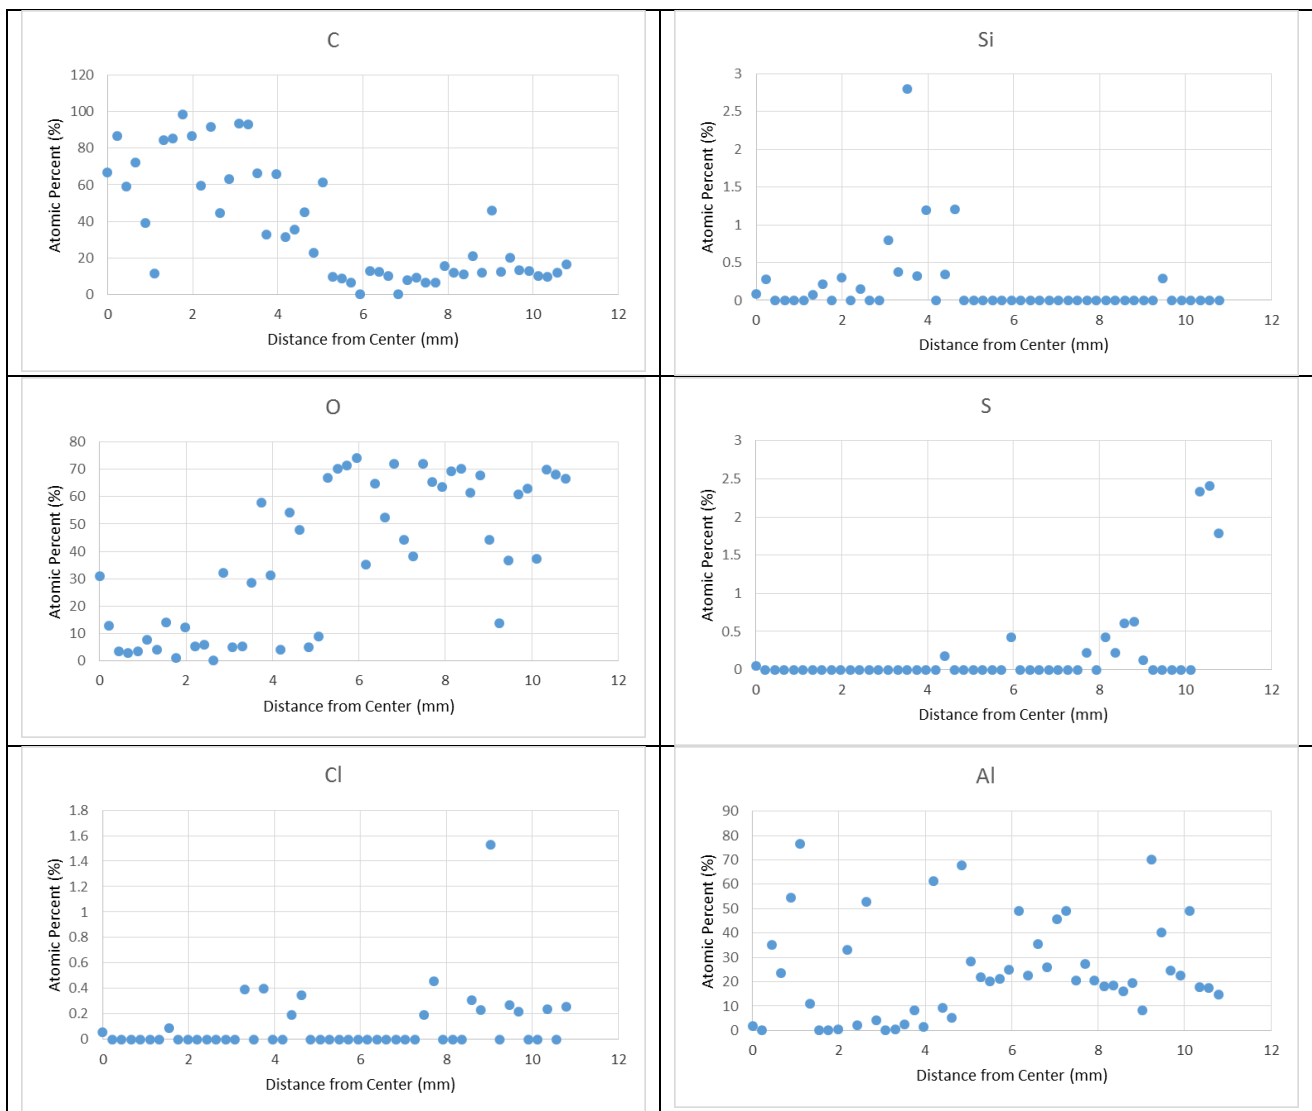 C
120
100
80
60
40
20
0
0 2 4 6 8 10 12
Atomic Percent (%)
Distance from Center (mm)
Si
3
2.5
2
1.5
1
0.5
0
0 2 4 6 8 10 12
Atomic Percent (%)
Distance from Center (mm)
O
80
70
60
50
40
30
20
10
0
0 2 4 6 8 10 12
Atomic Percent (%)
Distance from Center (mm)
S
3
2.5
2
1.5
1
0.5
0
0 2 4 6 8 10 12
Atomic Percent (%)
Distance from Center (mm)
Cl
1.8
1.6
1.4
1.2
1
0.8
0.6
0.4
0.2
0
0 2 4 6 8 10 12
Atomic Percent (%)
Distance from Center (mm)
Al
90
80
70
60
50
40
30
20
10
0
0 2 4 6 8 10 12
Atomic Percent (%)
Distance from Center (mm)